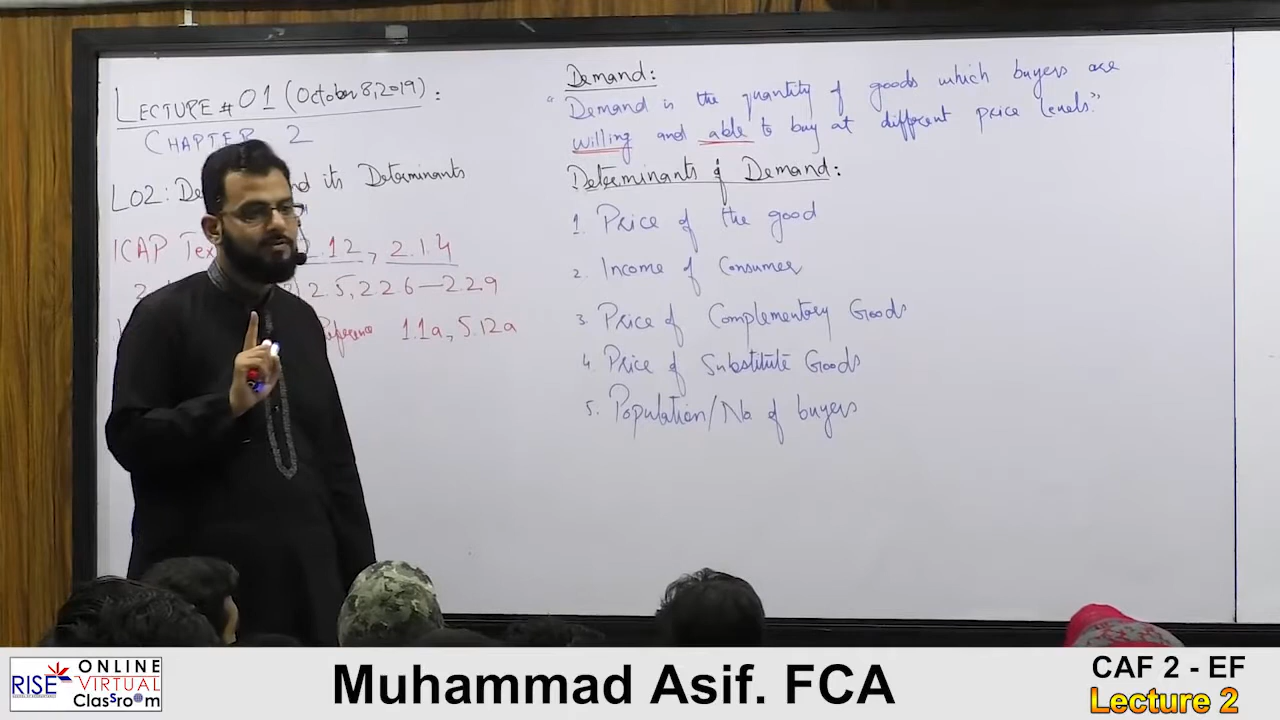 LECTURE # 01 (October 8, 2019) :
CHAPTER 2
LO2: De nd its Determinants
ICAP Tex 2.12, 2.1.4
2.5, 2.26 — 2.29
Reference 1.1a, 5.12a
Demand:
"Demand is the quantity of goods which buyers are
willing and able to buy at different price levels."
Determinants of Demand:
1. Price of the good
2. Income of Consumer
3. Price of Complementory Goods
4. Price of Substitute Goods
5. Population/No of buyers
RISE
ONLINE
VIRTUAL
Classroom
Muhammad Asif. FCA
CAF 2 - EF
Lecture 2